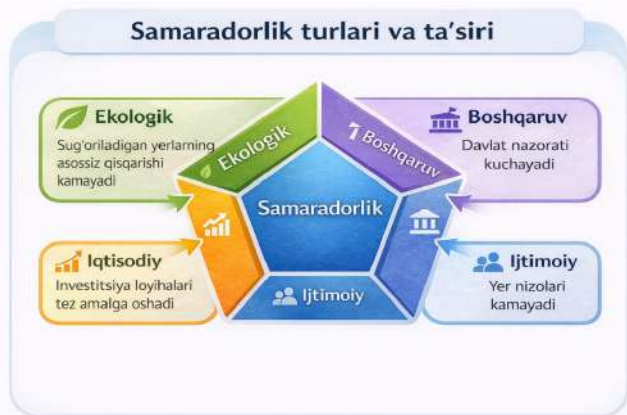 Samaradorlik turlari va ta'siri
Ekologik
Sug'oriladigan yerlarning
asossiz qisqarishi
kamayadi
Boshqaruv
Davlat nazorati
kuchayadi
Ekologik
Boshqaruv
Samaradorlik
Ijtimoiy
Iqtisodiy
Investitsiya loyihalari
tez amalga oshadi
Ijtimoiy
Yer nizolari
kamayadi